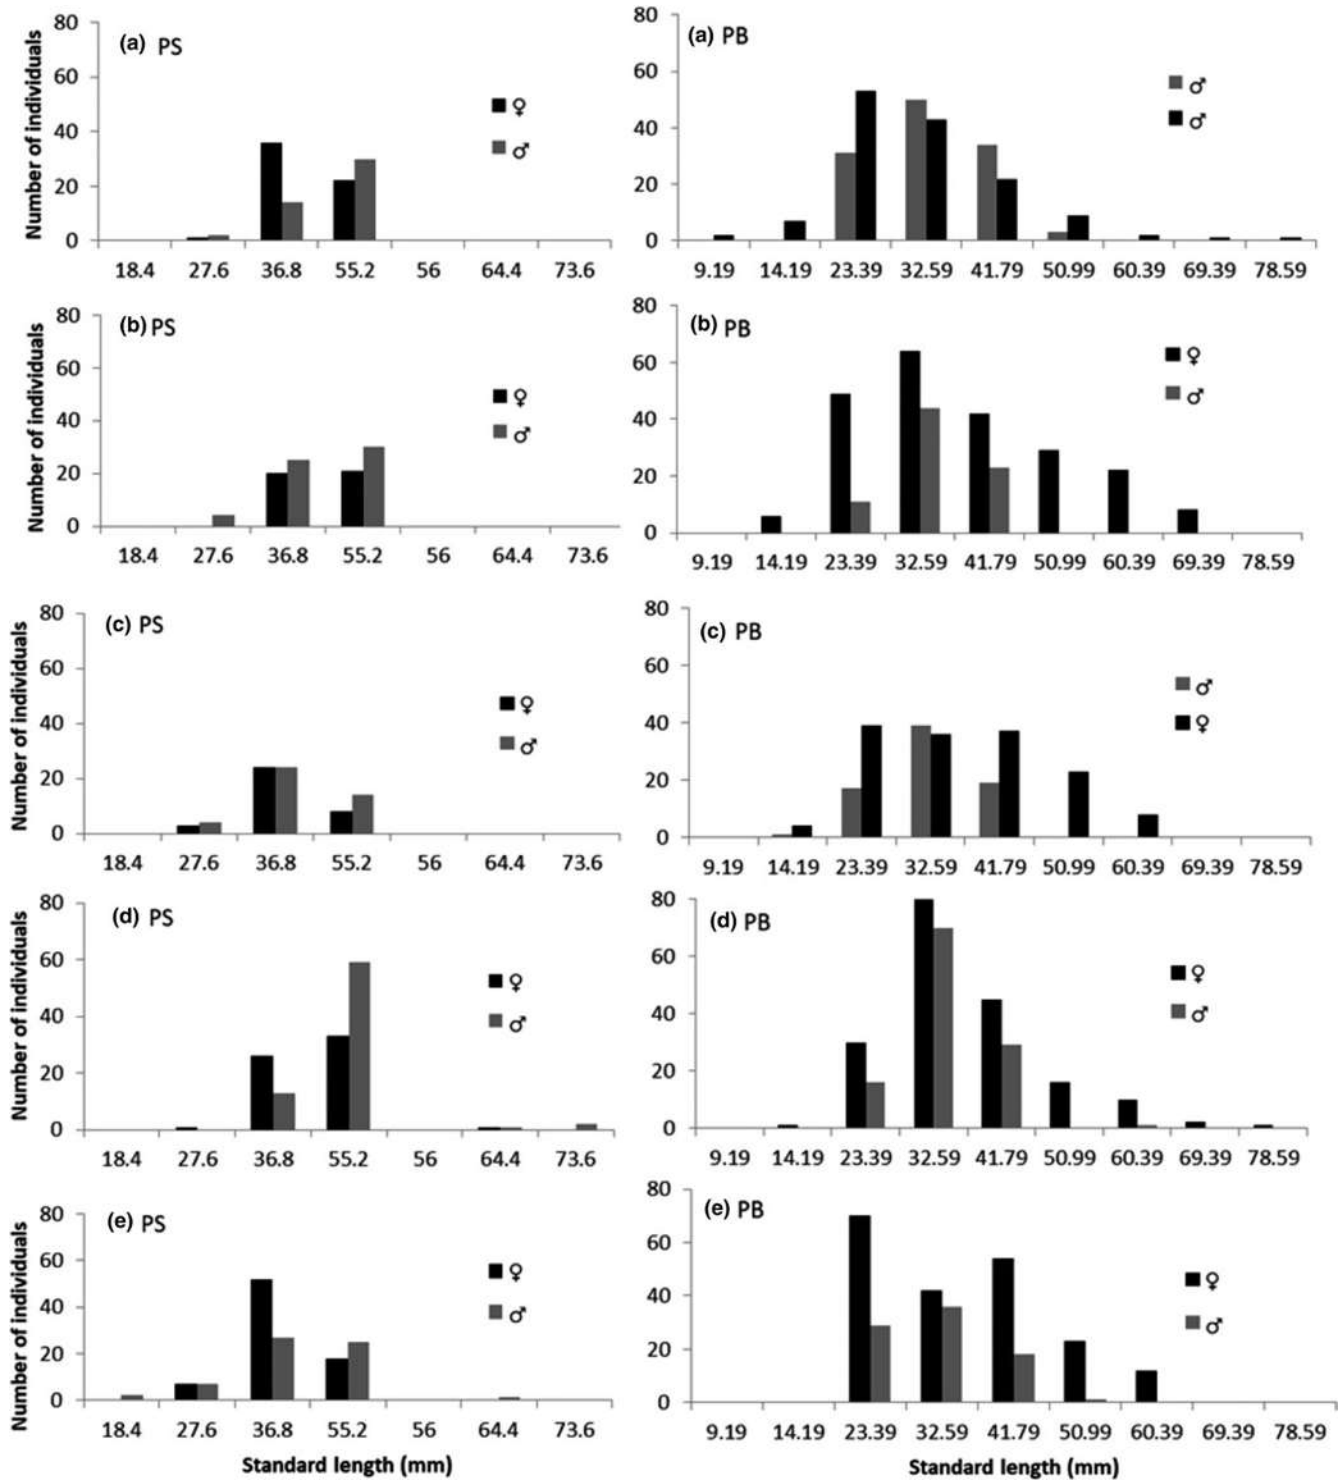 (a) PS
Number of individuals
80
60
40
20
0
♀
♂
18.4 27.6 36.8 55.2 56 64.4 73.6
(a) PB
80
60
40
20
0
♂
♂
9.19 14.19 23.39 32.59 41.79 50.99 60.39 69.39 78.59
(b) PS
Number of individuals
80
60
40
20
0
♀
♂
18.4 27.6 36.8 55.2 56 64.4 73.6
(b) PB
80
60
40
20
0
♀
♂
9.19 14.19 23.39 32.59 41.79 50.99 60.39 69.39 78.59
(c) PS
Number of individuals
80
60
40
20
0
♀
♂
18.4 27.6 36.8 55.2 56 64.4 73.6
(c) PB
80
60
40
20
0
♂
♀
9.19 14.19 23.39 32.59 41.79 50.99 60.39 69.39 78.59
(d) PS
Number of individuals
80
60
40
20
0
♀
♂
18.4 27.6 36.8 55.2 56 64.4 73.6
(d) PB
80
60
40
20
0
♀
♂
9.19 14.19 23.39 32.59 41.79 50.99 60.39 69.39 78.59
(e) PS
Number of individuals
80
60
40
20
0
♀
♂
18.4 27.6 36.8 55.2 56 64.4 73.6
Standard length (mm)
(e) PB
80
60
40
20
0
♀
♂
9.19 14.19 23.39 32.59 41.79 50.99 60.39 69.39 78.59
Standard length (mm)